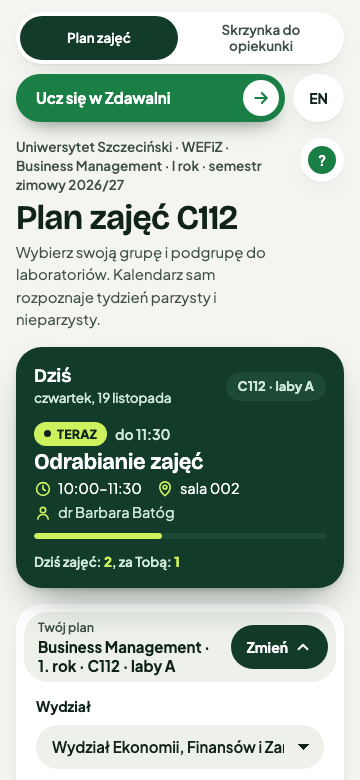 Plan zajęć
Skrzynka do
opiekunki
Ucz się w Zdawalni
EN
Uniwersytet Szczeciński · WEFiZ ·
Business Management · I rok · semestr
zimowy 2026/27
?
Plan zajęć C112
Wybierz swoją grupę i podgrupę do
laboratoriów. Kalendarz sam
rozpoznaje tydzień parzysty i
nieparzysty.
Dziś
czwartek, 19 listopada
C112 · laby A
TERAZ do 11:30
Odrabianie zajęć
10:00–11:30 sala 002
dr Barbara Batóg
Dziś zajęć: 2, za Tobą: 1
Twój plan
Business Management ·
1. rok · C112 · laby A
Zmień
Wydział
Wydział Ekonomii, Finansów i Za